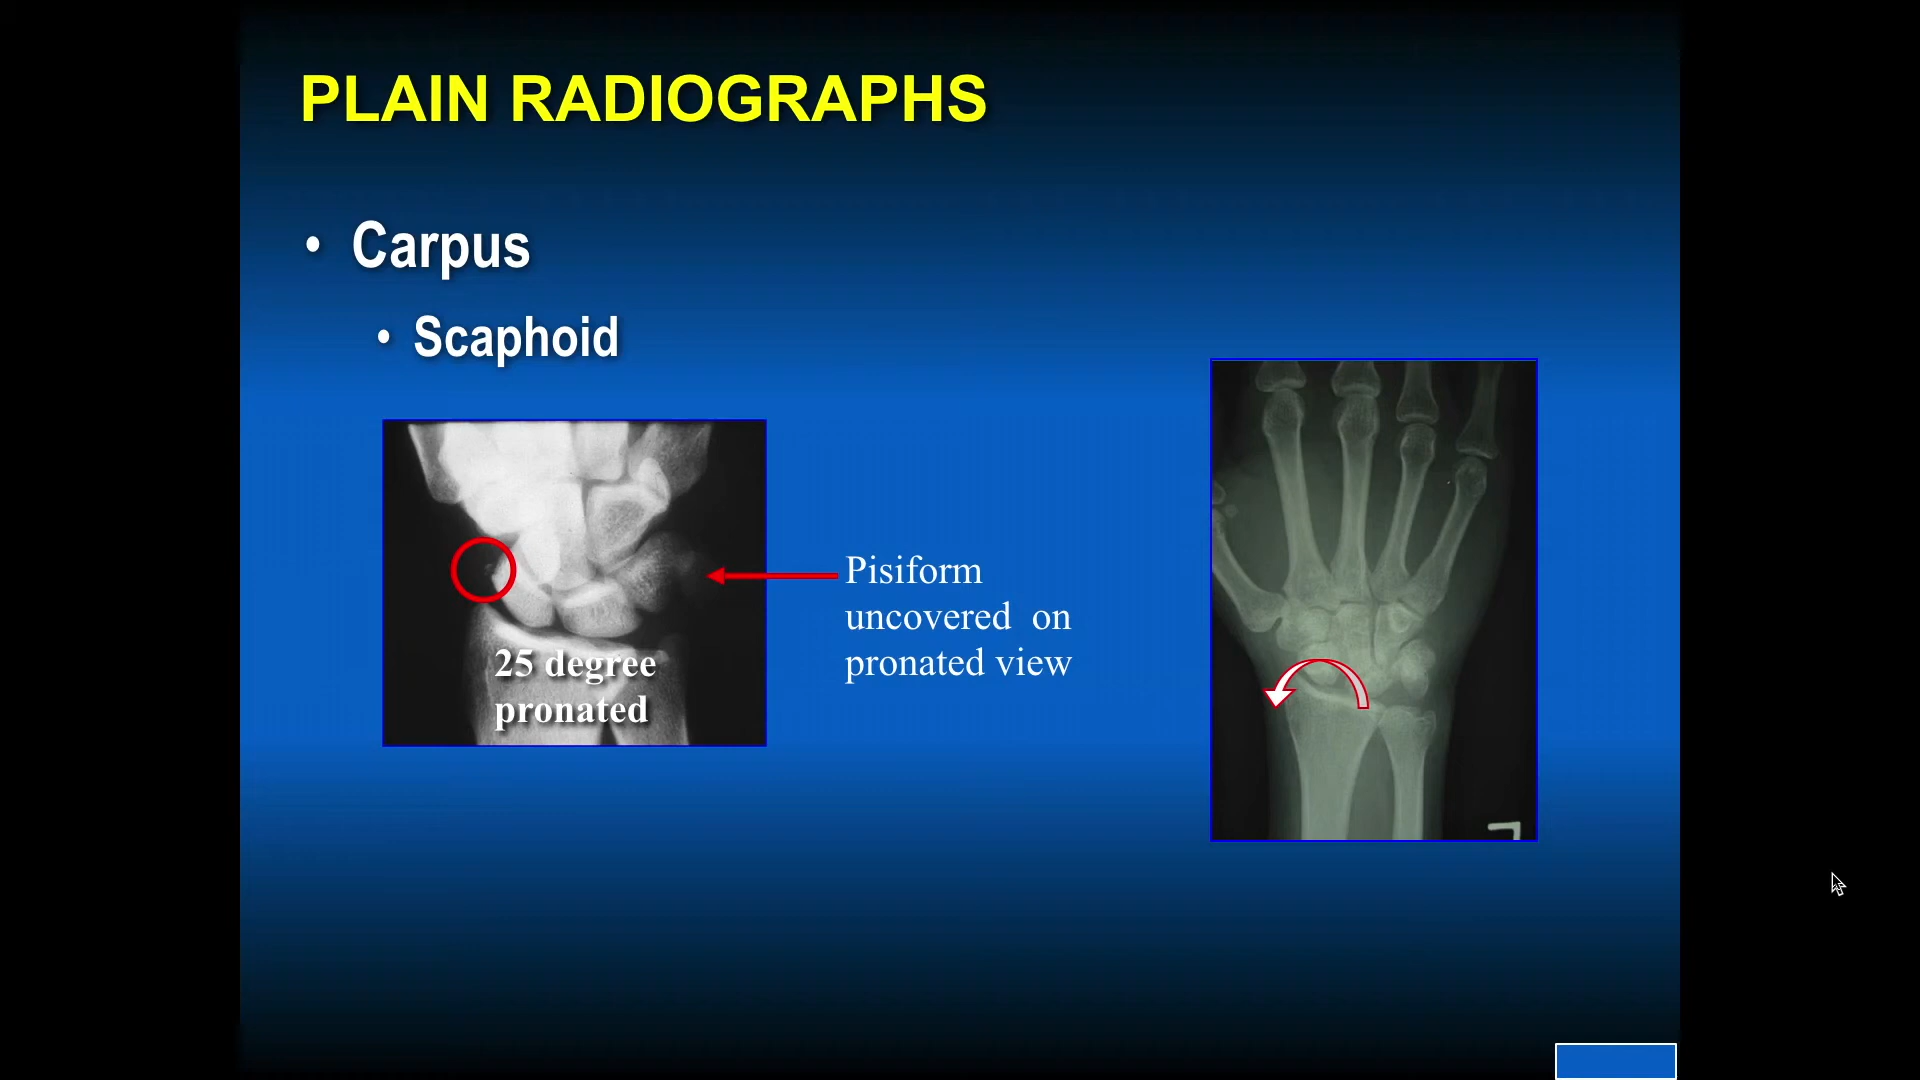 PLAIN RADIOGRAPHS
• Carpus
• Scaphoid
25 degree
pronated
Pisiform
uncovered on
pronated view